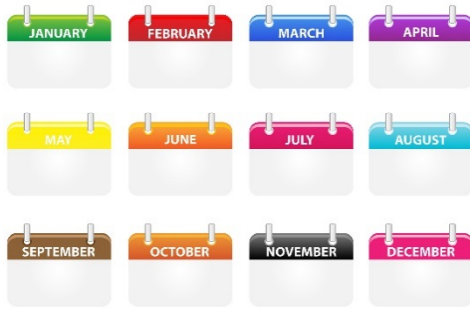 JANUARY
FEBRUARY
MARCH
APRIL
MAY
JUNE
JULY
AUGUST
SEPTEMBER
OCTOBER
NOVEMBER
DECEMBER